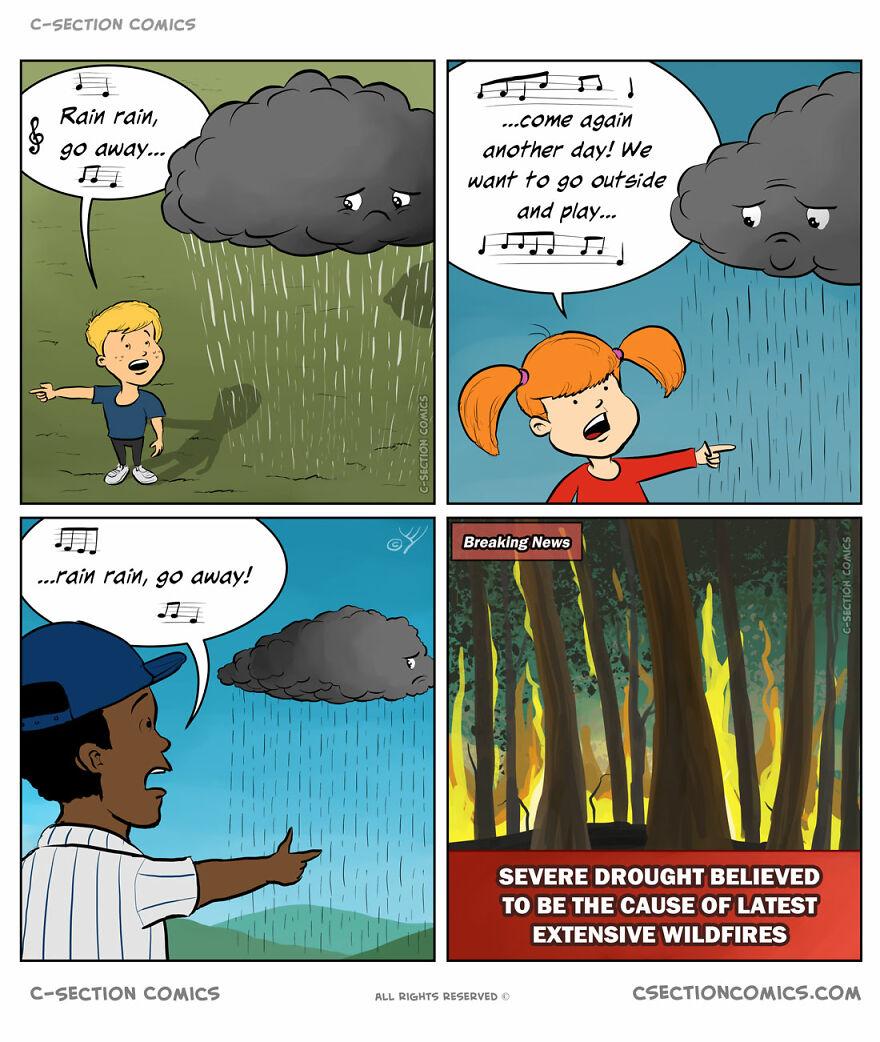 C-SECTION COMICS
Rain rain,
go away...
C-SECTION COMICS
...come again
another day! We
want to go outside
and play...
C-SECTION COMICS
...rain rain, go away!
©
Breaking News
C-SECTION COMICS
SEVERE DROUGHT BELIEVED
TO BE THE CAUSE OF LATEST
EXTENSIVE WILDFIRES
C-SECTION COMICS
ALL RIGHTS RESERVED ©
CSECTIONCOMICS.COM